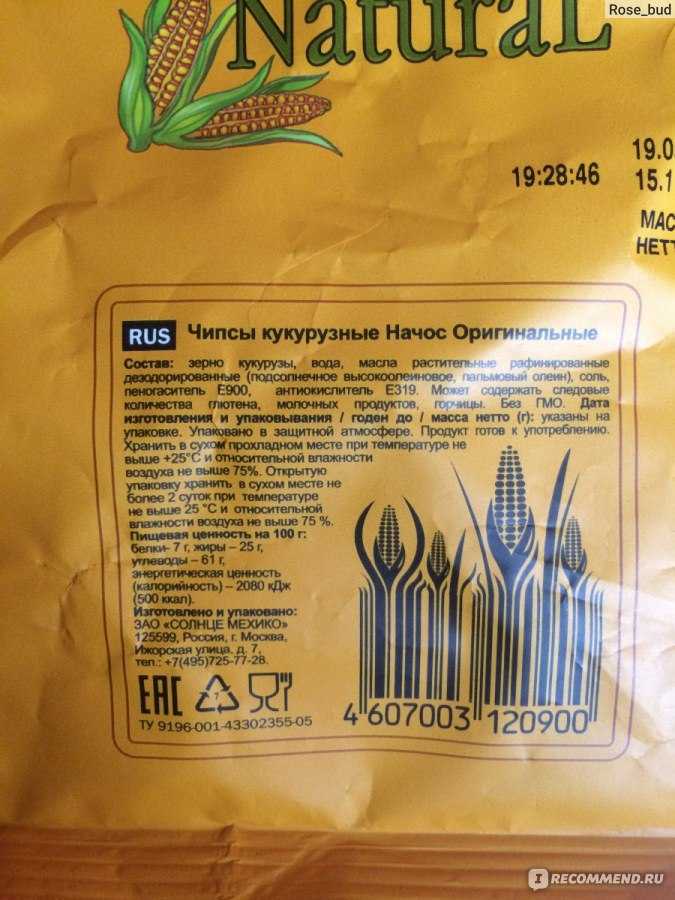 Rose_bud
NaturaL
19:28:46
19.0
15.1
МАС
НЕТ
RUS Чипсы кукурузные Начос Оригинальные
Состав: зерно кукурузы, вода, масла растительные рафинированные
дезодорированные (подсолнечное высокоолеиновое, пальмовый олеин), соль,
пеногаситель Е900, антиокислитель Е319. Может содержать следовые
количества глютена, молочных продуктов, горчицы. Без ГМО. Дата
изготовления и упаковывания / годен до / масса нетто (г): указаны на
упаковке. Упаковано в защитной атмосфере. Продукт готов к употреблению.
Хранить в сухом прохладном месте при температуре не
выше +25°С и относительной влажности
воздуха не выше 75%. Открытую
упаковку хранить в сухом месте не
более 2 суток при температуре
не выше 25 °С и относительной
влажности воздуха не выше 75 %.
Пищевая ценность на 100 г:
белки- 7 г, жиры – 25 г,
углеводы – 61 г,
энергетическая ценность
(калорийность) – 2080 кДж
(500 ккал).
Изготовлено и упаковано:
ЗАО «СОЛНЦЕ МЕХИКО»
125599, Россия, г. Москва,
Ижорская улица, д. 7,
тел.: +7(495)725-77-28.
EAC 7
ТУ 9196-001-43302355-05
4 607003 120900
IRECOMMEND.RU